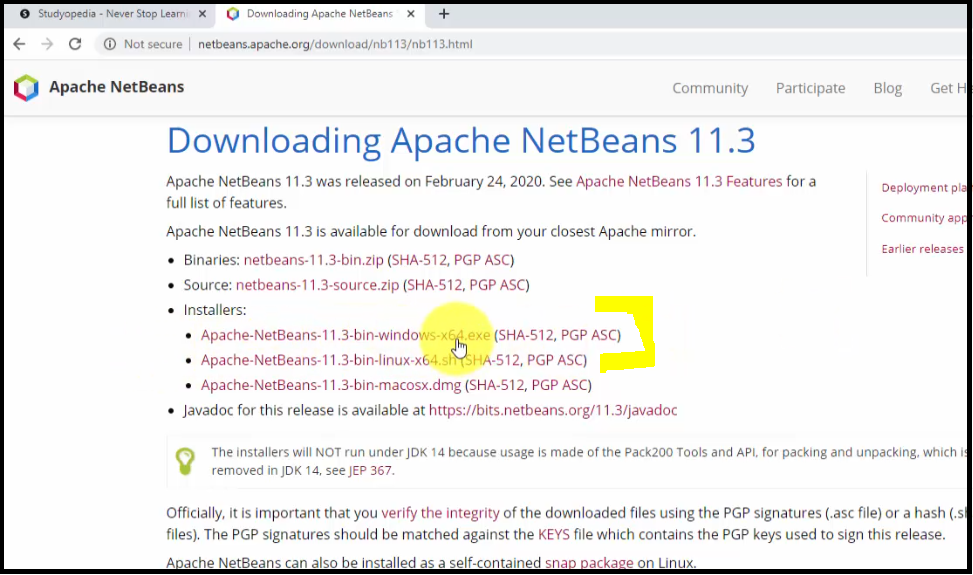 Studyopedia - Never Stop Learni
Downloading Apache NetBeans
Not secure | netbeans.apache.org/download/nb113/nb113.html
Apache NetBeans
Community Participate Blog Get He
Downloading Apache NetBeans 11.3
Apache NetBeans 11.3 was released on February 24, 2020. See Apache NetBeans 11.3 Features for a
full list of features.
Apache NetBeans 11.3 is available for download from your closest Apache mirror.
• Binaries: netbeans-11.3-bin.zip (SHA-512, PGP ASC)
• Source: netbeans-11.3-source.zip (SHA-512, PGP ASC)
• Installers:
• Apache-NetBeans-11.3-bin-windows-x64.exe (SHA-512, PGP ASC)
• Apache-NetBeans-11.3-bin-linux-x64.sh (SHA-512, PGP ASC)
• Apache-NetBeans-11.3-bin-macosx.dmg (SHA-512, PGP ASC)
• Javadoc for this release is available at https://bits.netbeans.org/11.3/javadoc
Deployment pla
Community app
Earlier releases
The installers will NOT run under JDK 14 because usage is made of the Pack200 Tools and API, for packing and unpacking, which is
removed in JDK 14, see JEP 367.
Officially, it is important that you verify the integrity of the downloaded files using the PGP signatures (.asc file) or a hash (.sh
files). The PGP signatures should be matched against the KEYS file which contains the PGP keys used to sign this release.
Apache NetBeans can also be installed as a self-contained snap package on Linux.